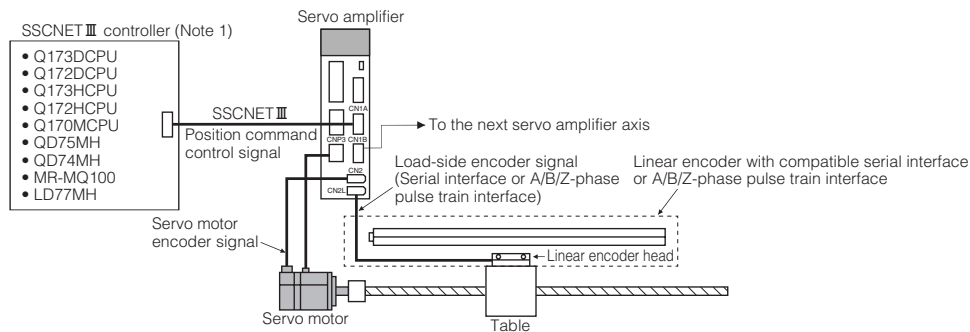 Servo amplifier
SSCNETⅢ controller (Note 1)
• Q173DCPU
• Q172DCPU
• Q173HCPU
• Q172HCPU
• Q170MCPU
• QD75MH
• QD74MH
• MR-MQ100
• LD77MH
SSCNETⅢ
Position command
control signal
CN1A
CNP3 CN1B
CN2
CN2L
To the next servo amplifier axis
Load-side encoder signal
(Serial interface or A/B/Z-phase
pulse train interface)
Linear encoder with compatible serial interface
or A/B/Z-phase pulse train interface
Servo motor
encoder signal
Linear encoder head
Servo motor
Table